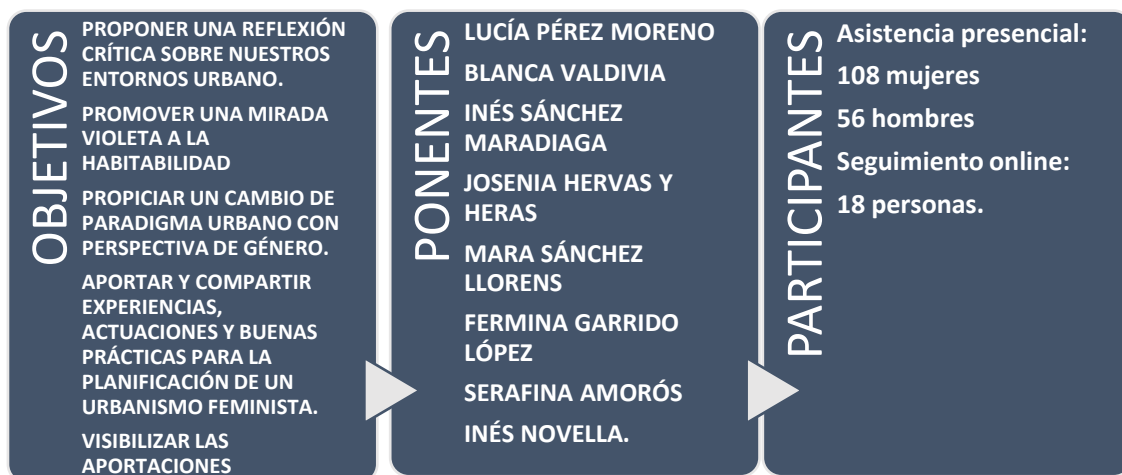 OBJETIVOS
PROPONER UNA REFLEXIÓN
CRÍTICA SOBRE NUESTROS
ENTORNOS URBANO.
PROMOVER UNA MIRADA
VIOLETA A LA
HABITABILIDAD
PROPICIAR UN CAMBIO DE
PARADIGMA URBANO CON
PERSPECTIVA DE GÉNERO.
APORTAR Y COMPARTIR
EXPERIENCIAS,
ACTUACIONES Y BUENAS
PRÁCTICAS PARA LA
PLANIFICACIÓN DE UN
URBANISMO FEMINISTA.
VISIBILIZAR LAS
APORTACIONES
PONENTES
LUCÍA PÉREZ MORENO
BLANCA VALDIVIA
INÉS SÁNCHEZ
MARADIAGA
JOSENIA HERVAS Y
HERAS
MARA SÁNCHEZ
LLORENS
FERMINA GARRIDO
LÓPEZ
SERAFINA AMORÓS
INÉS NOVELLA.
PARTICIPANTES
Asistencia presencial:
108 mujeres
56 hombres
Seguimiento online:
18 personas.